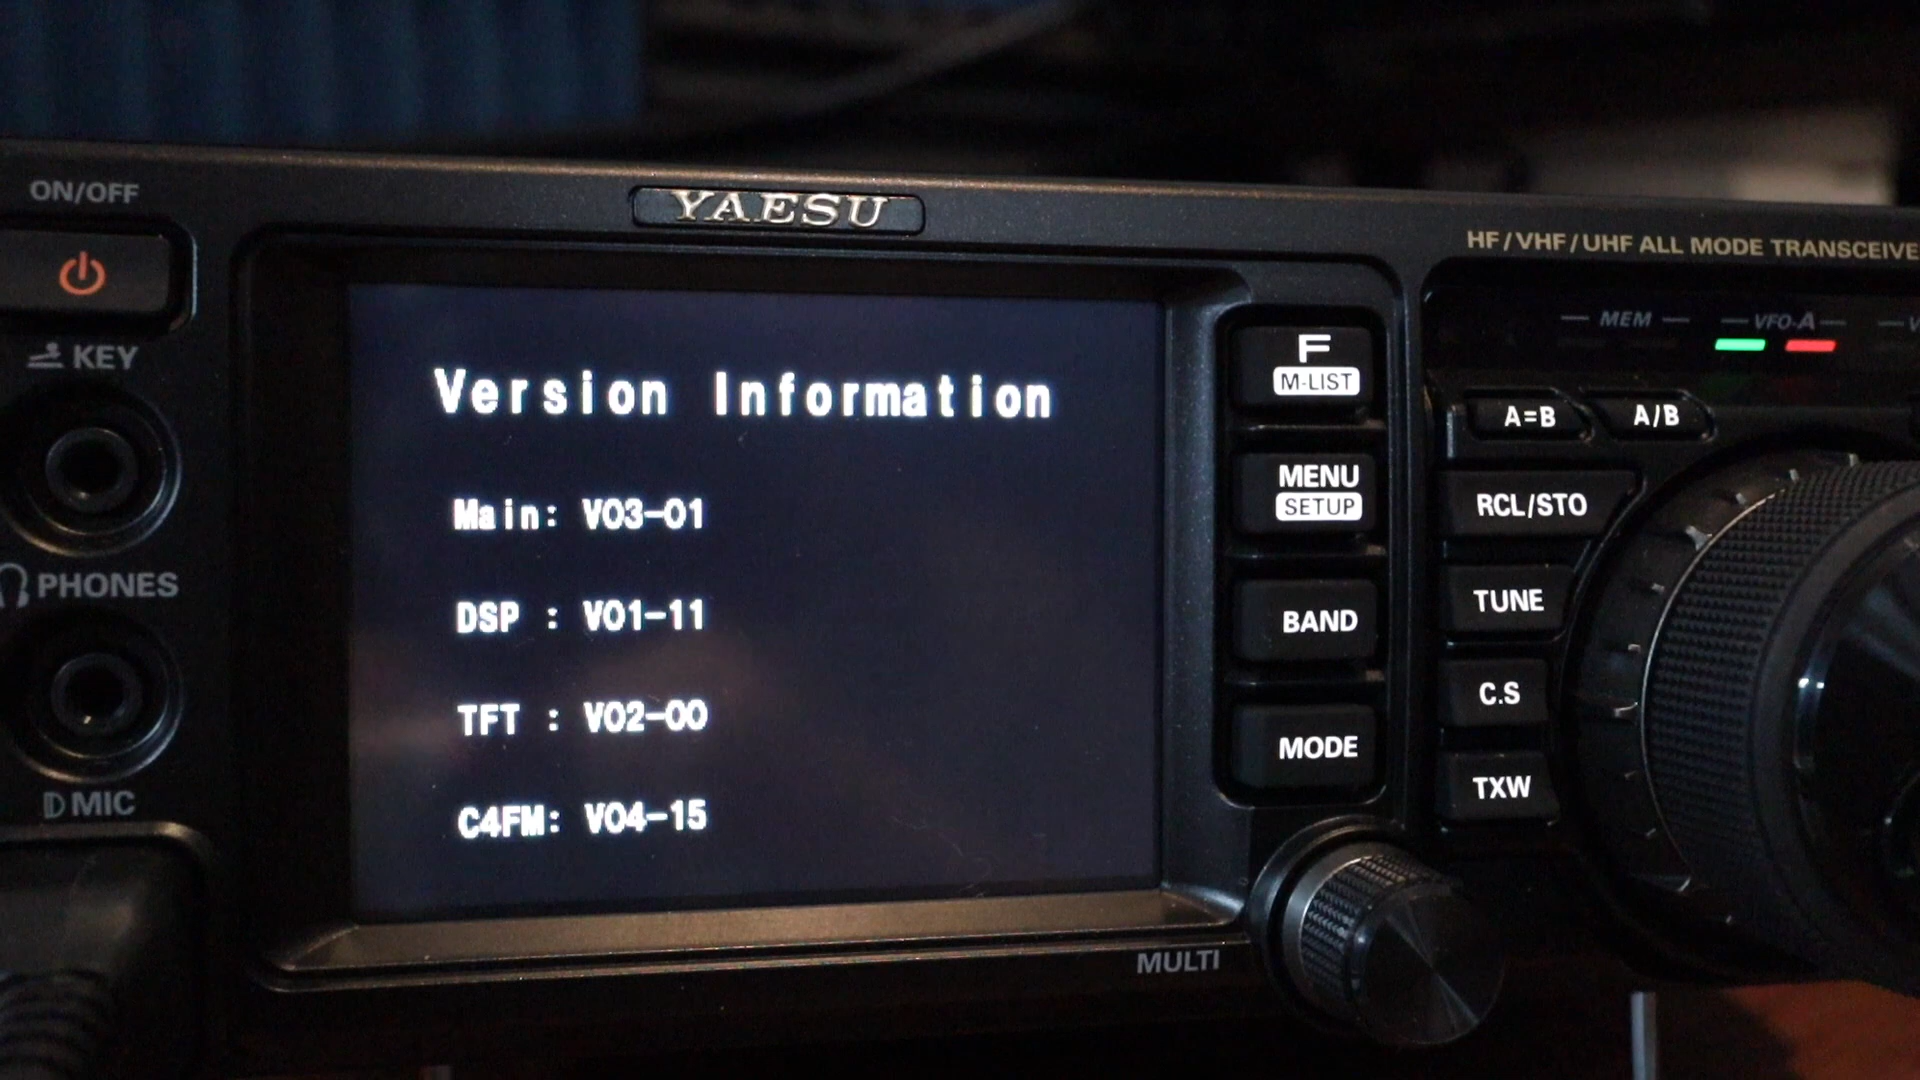 ON/OFF
YAESU
HF/VHF/UHF ALL MODE TRANSCEIVE
MEM
VFO-A
KEY
F
M-LIST
Version Information
A=B
A/B
MENU
SETUP
Main: V03-01
RCL/STO
PHONES
DSP : V01-11
BAND
TUNE
TFT : V02-00
C.S
MODE
MIC
C4FM: V04-15
TXW
MULTI